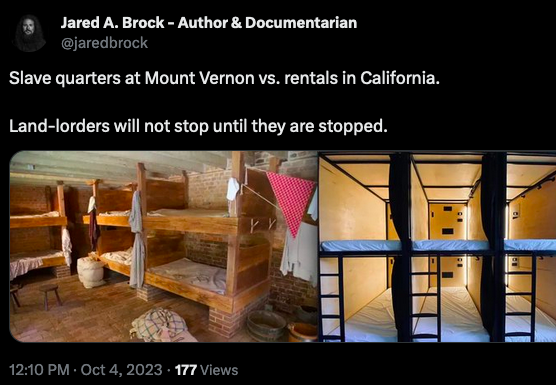 Jared A. Brock - Author & Documentarian
@jaredbrock
Slave quarters at Mount Vernon vs. rentals in California.
Land-lorders will not stop until they are stopped.
12:10 PM · Oct 4, 2023 · 177 Views